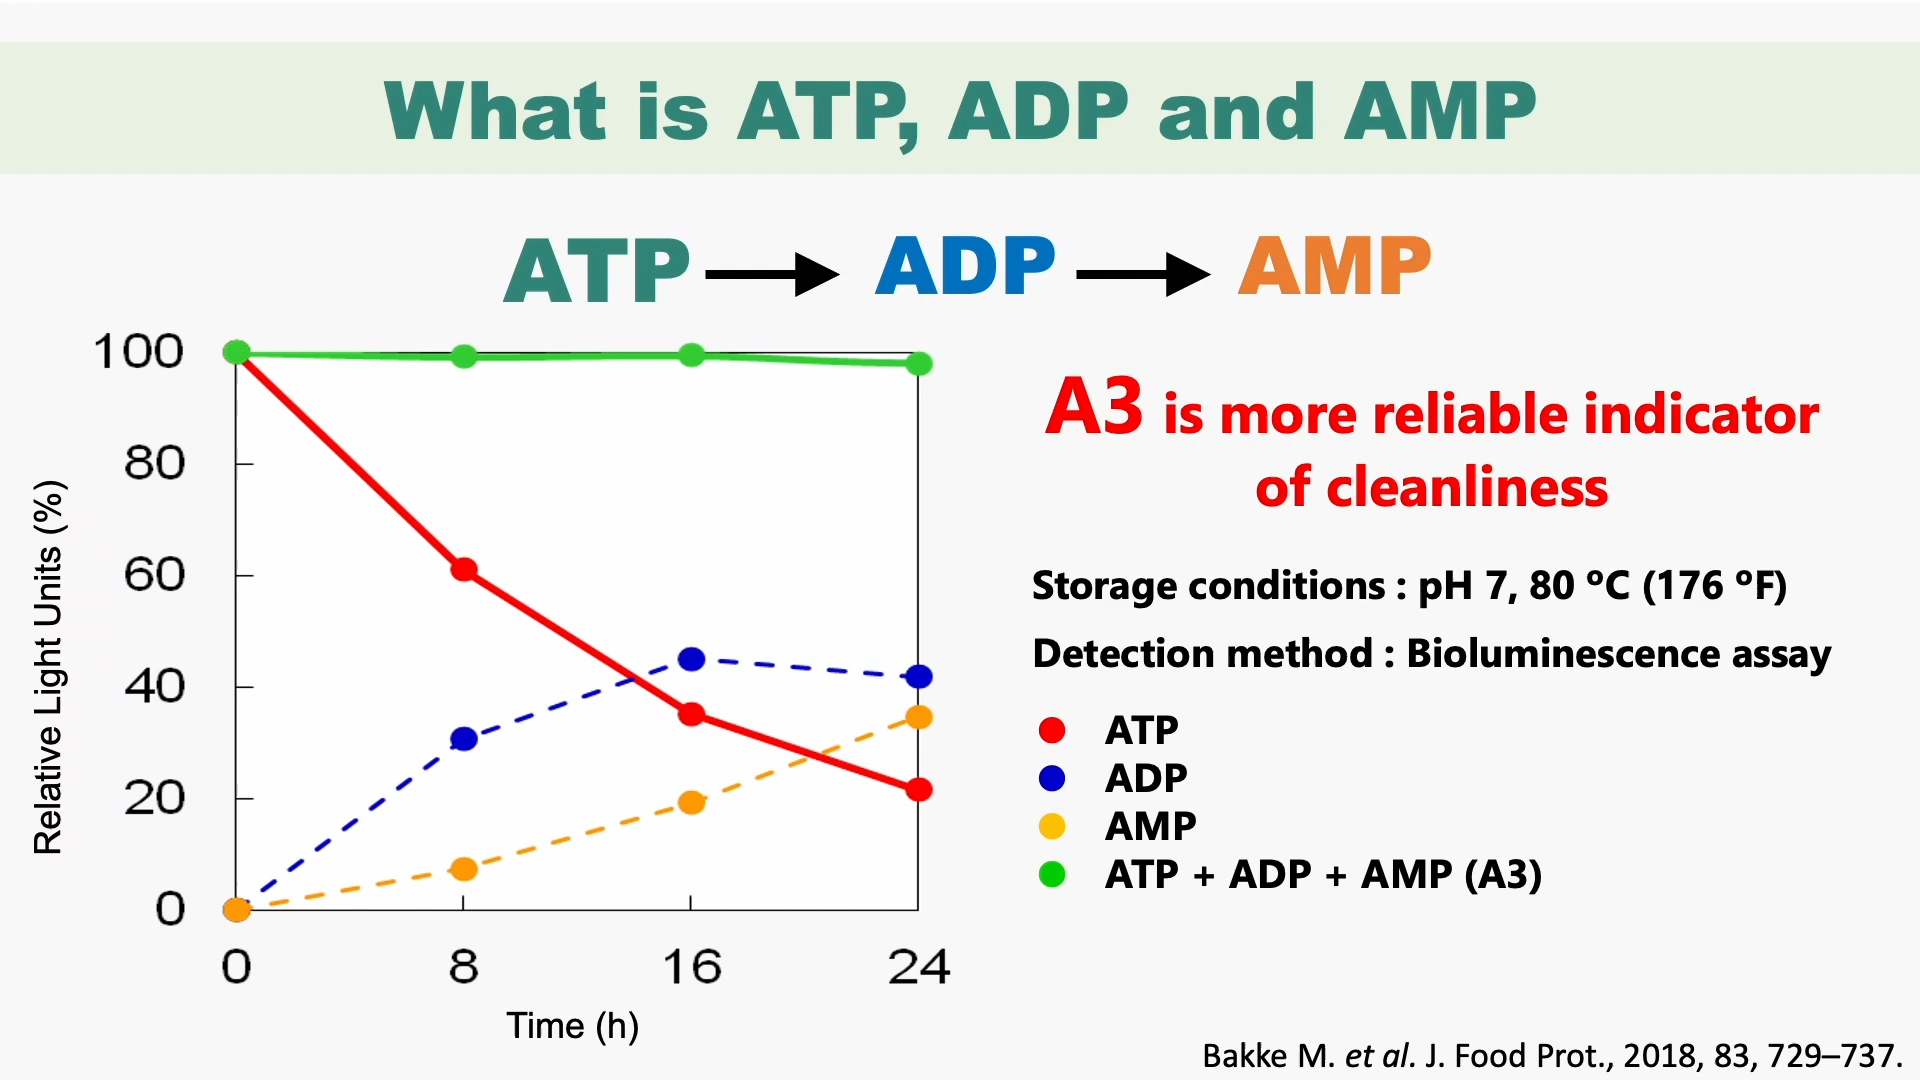 What is ATP, ADP and AMP
ATP ADP AMP
100
80
60
40
20
0
Relative Light Units (%)
0 8 16 24
Time (h)
A3 is more reliable indicator
of cleanliness
Storage conditions : pH 7, 80 ºC (176 ºF)
Detection method : Bioluminescence assay
ATP
ADP
AMP
ATP + ADP + AMP (A3)
Bakke M. et al. J. Food Prot., 2018, 83, 729–737.